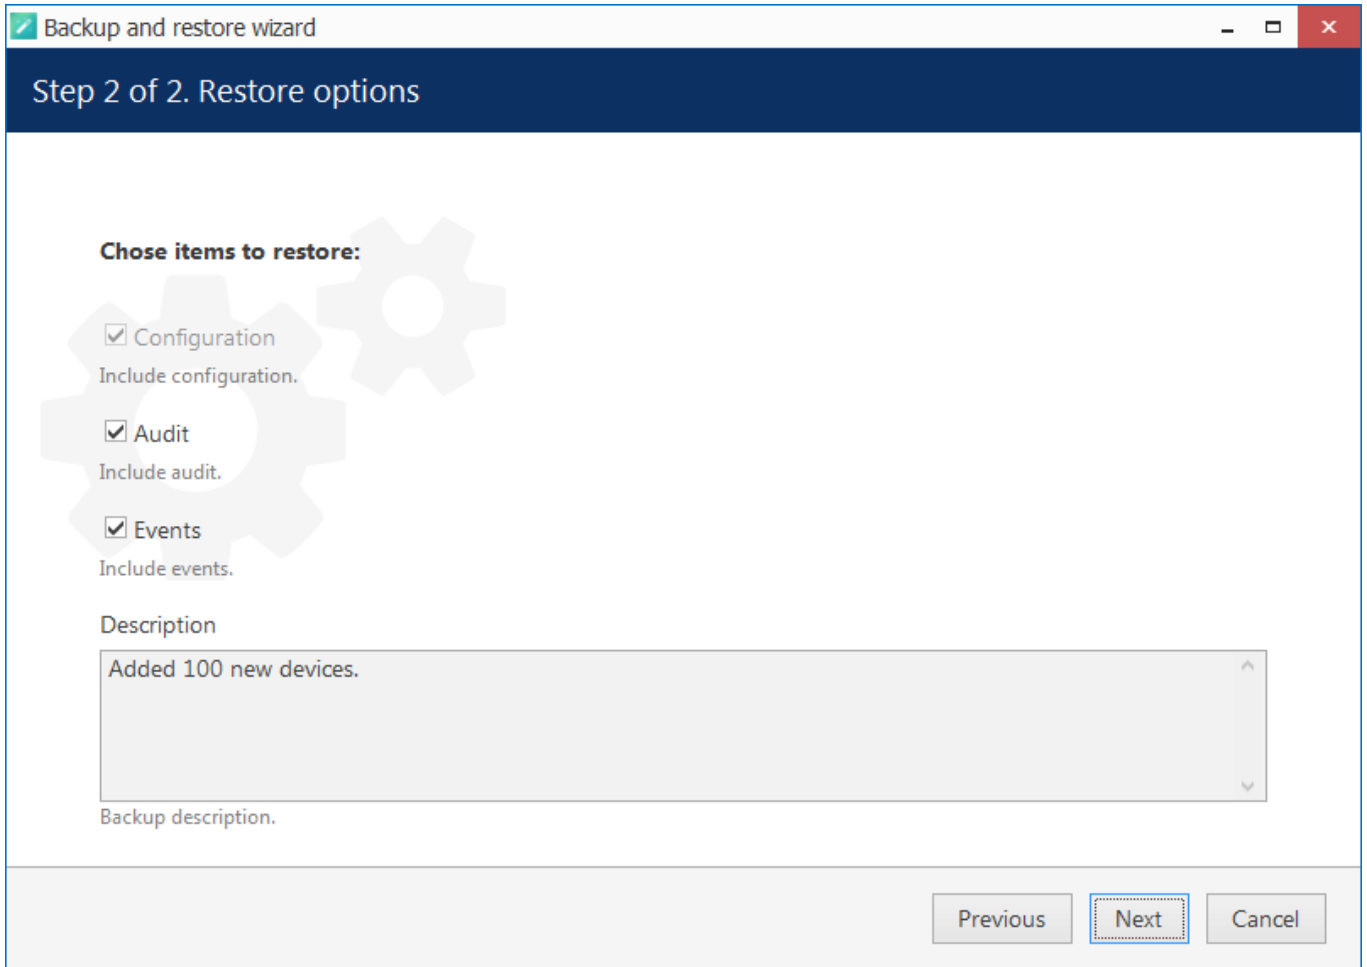 Backup and restore wizard
Step 2 of 2. Restore options
Chose items to restore:
Configuration
Include configuration.
Audit
Include audit.
Events
Include events.
Description
Added 100 new devices.
Backup description.
Previous
Next
Cancel